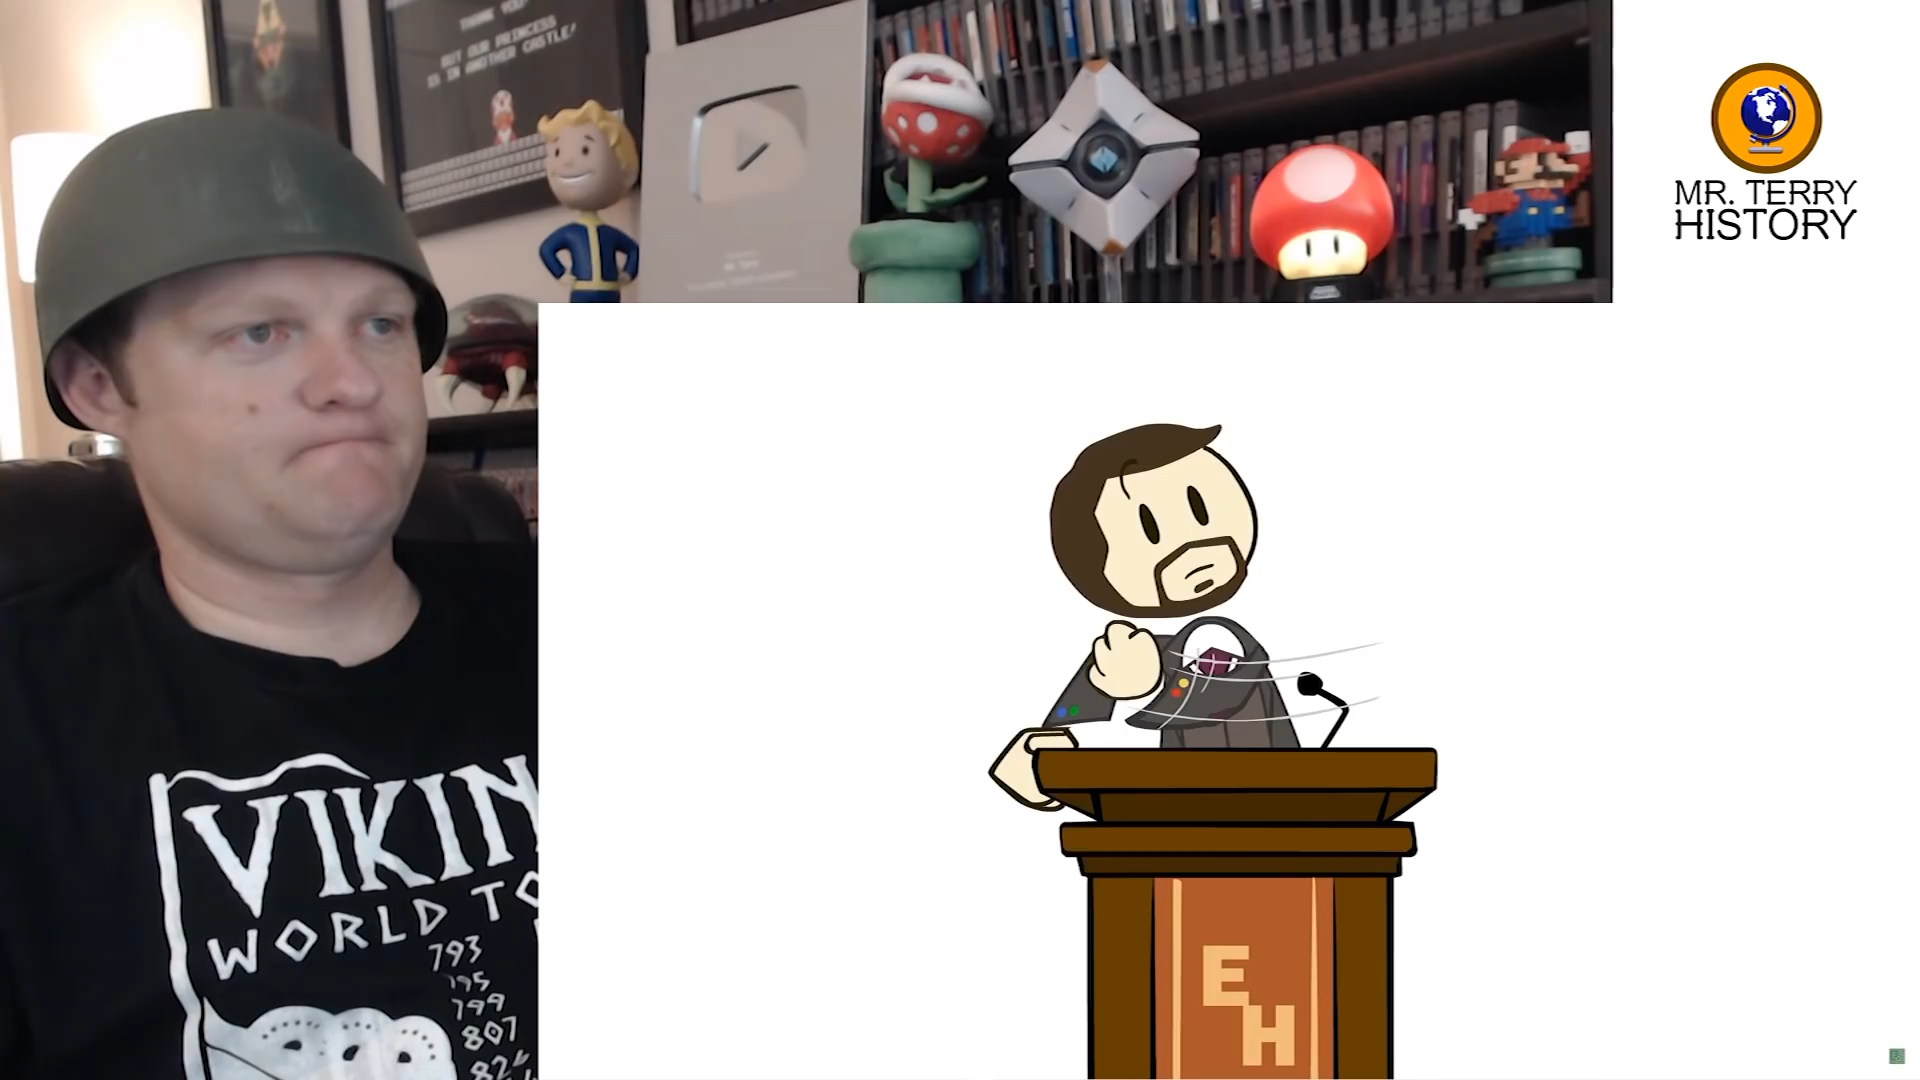 THANK YOU!
BUT OUR PRINCESS
IS IN ANOTHER CASTLE!
MR. TERRY
HISTORY
VIKIN
WORLD TO
793
795
799
807
E
H